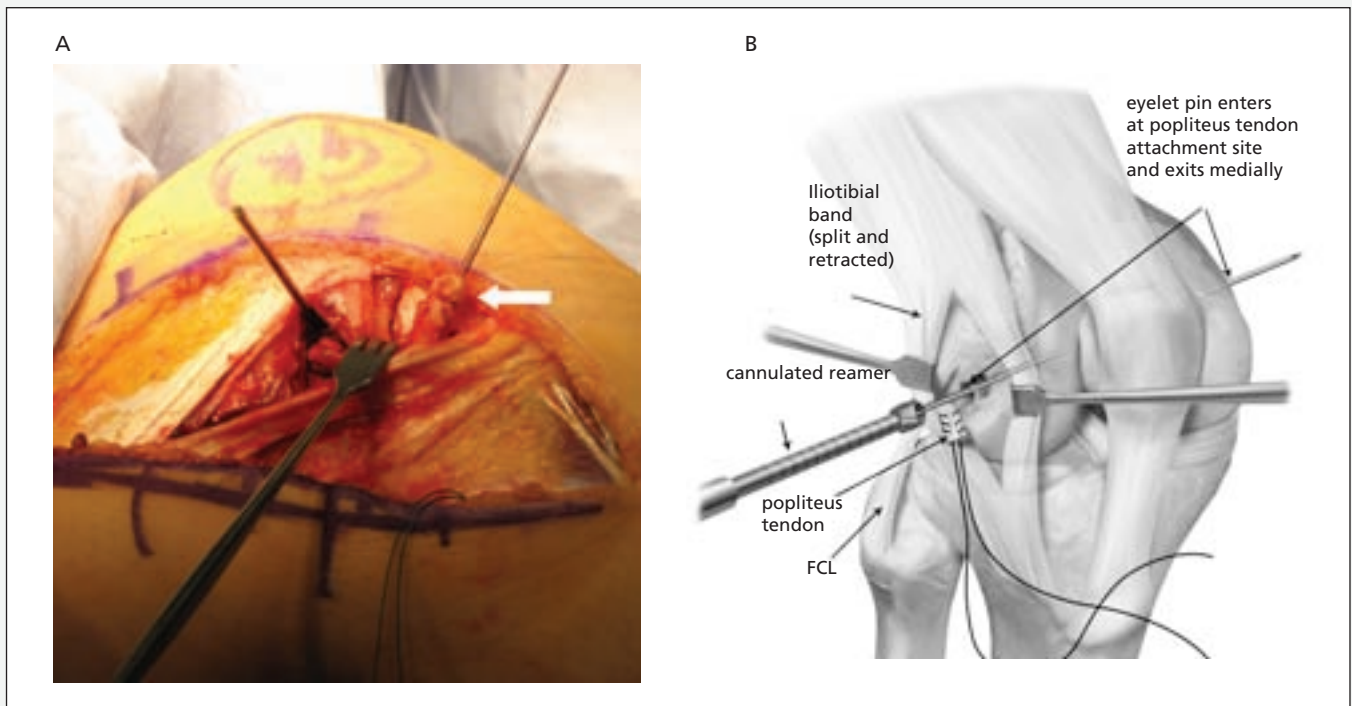 A
B
eyelet pin enters
at popliteus tendon
attachment site
and exits medially
Iliotibial
band
(split and
retracted)
cannulated reamer
popliteus
tendon
FCL